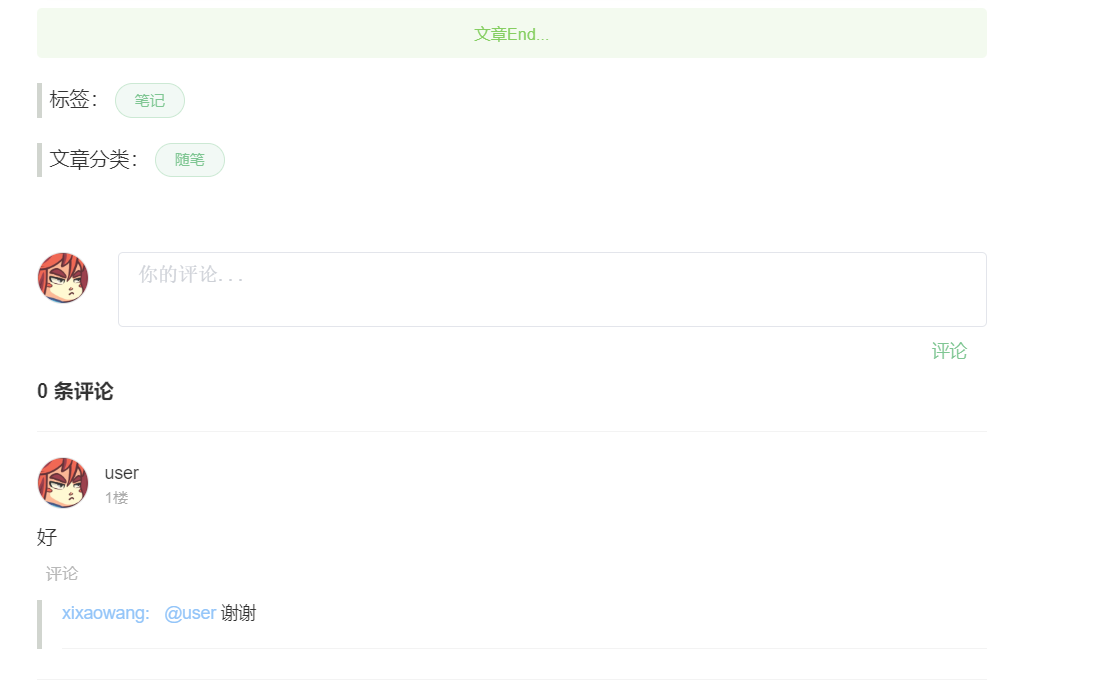 文章End...
标签： 笔记
文章分类： 随笔
你的评论...
评论
0 条评论
user
1楼
好
评论
xixaowang: @user 谢谢